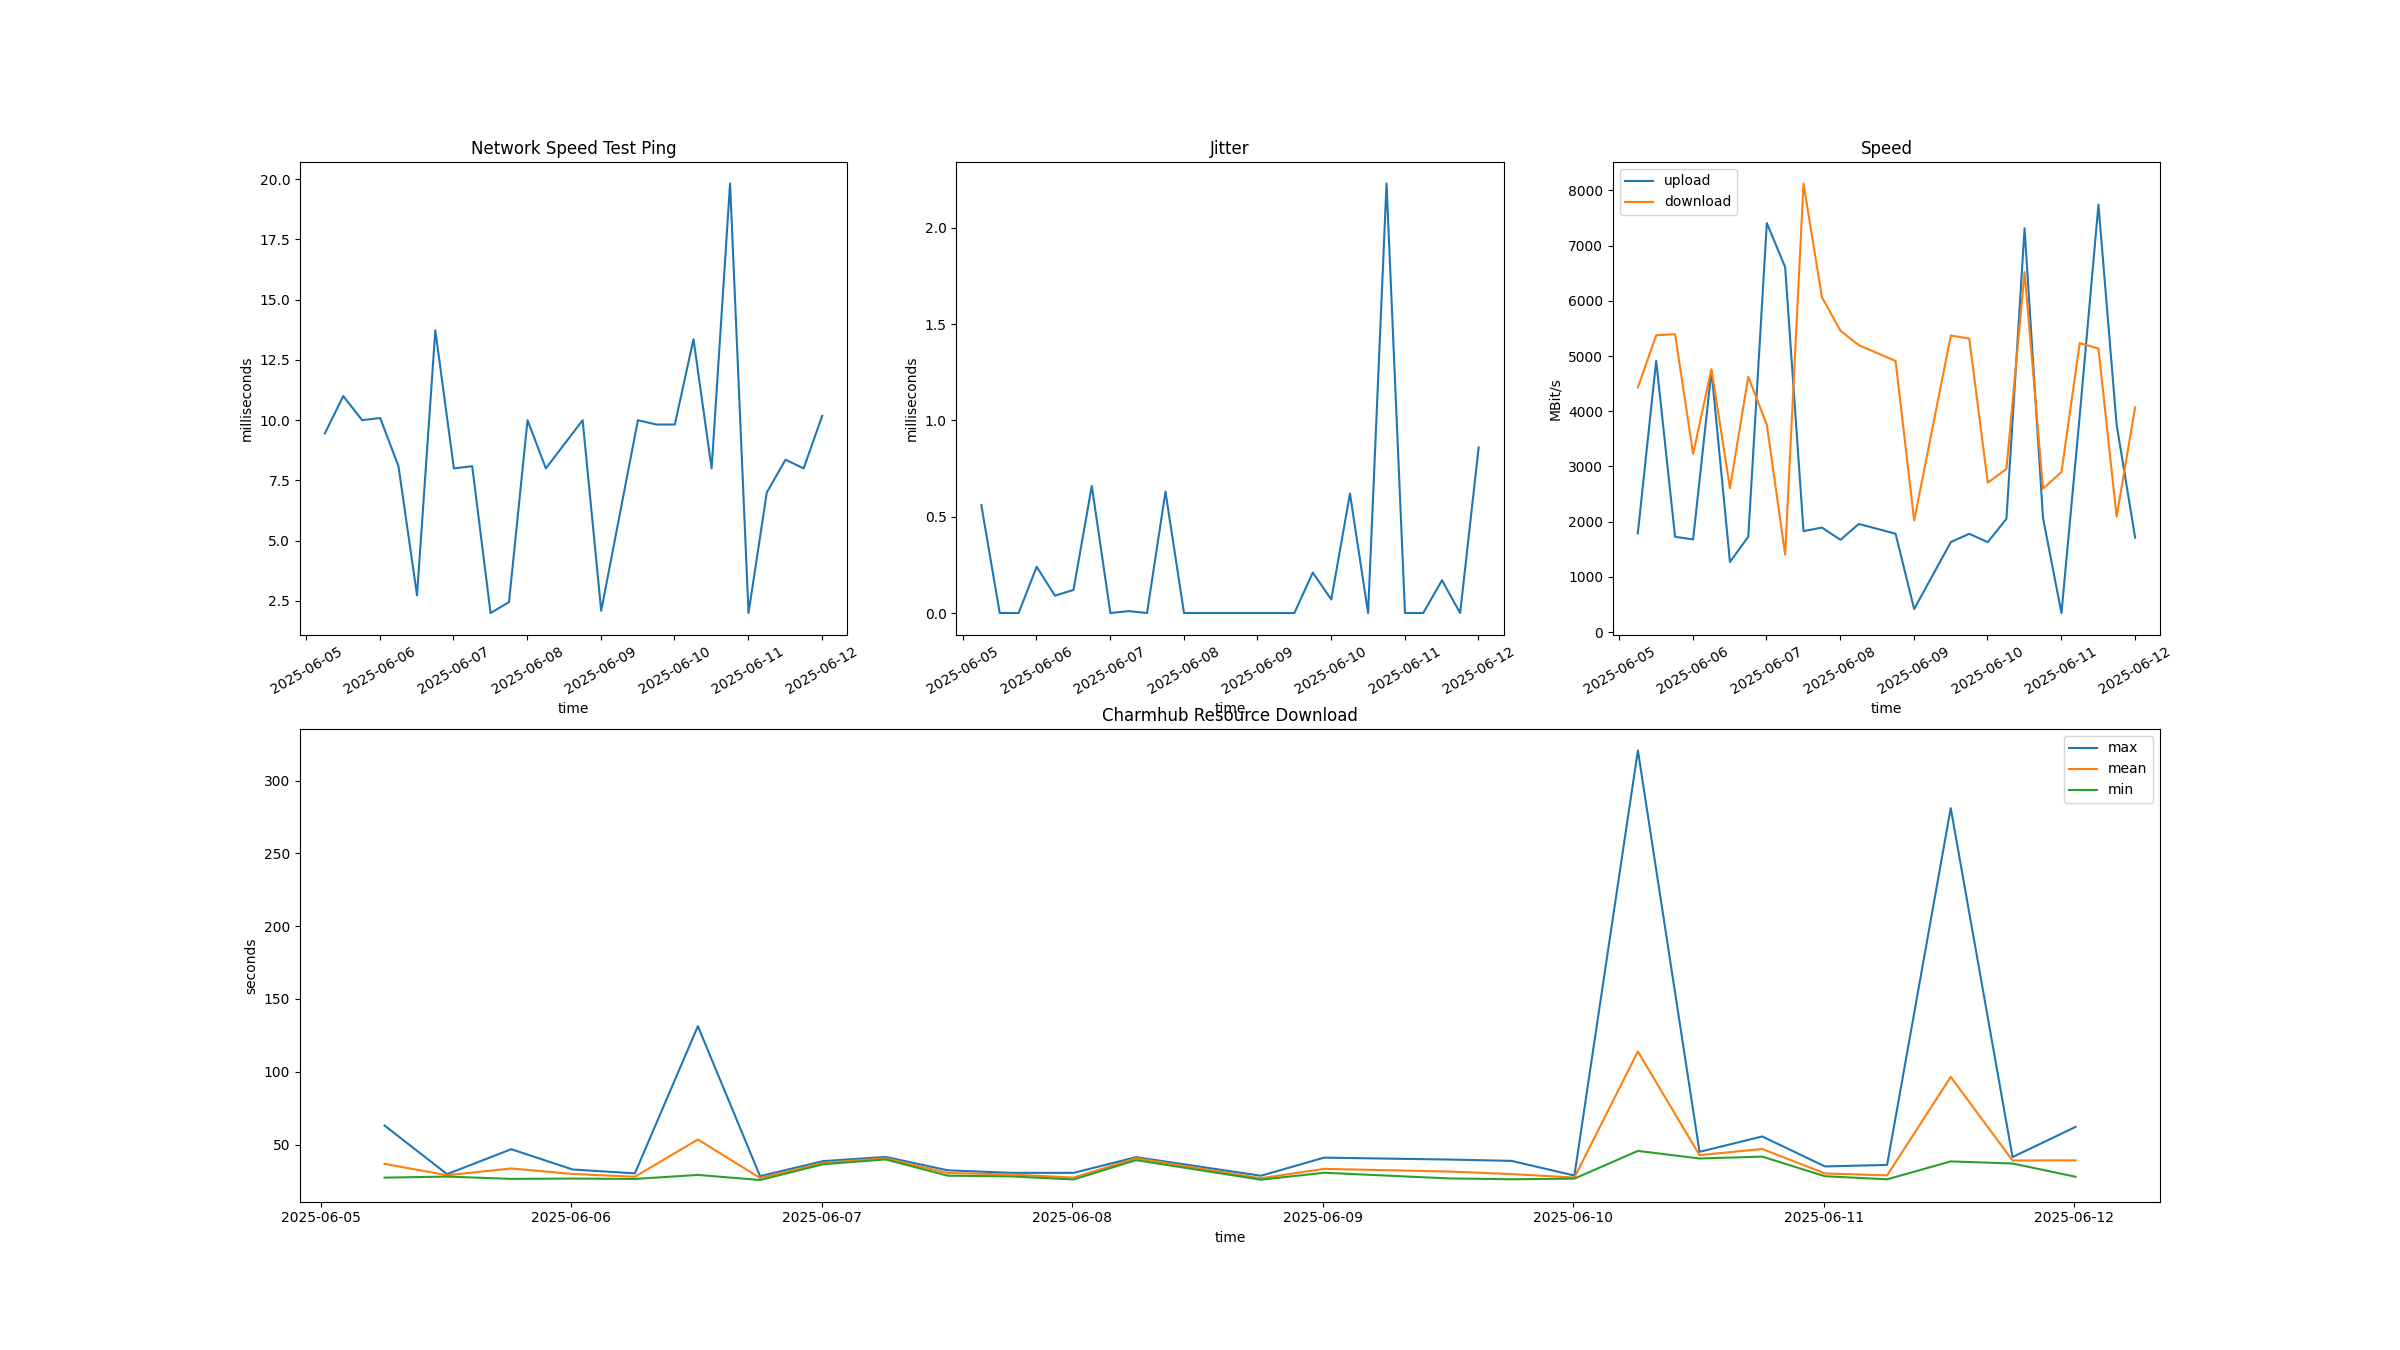 Network Speed Test Ping
milliseconds
20.0
17.5
15.0
12.5
10.0
7.5
5.0
2.5
2025-06-05 2025-06-06 2025-06-07 2025-06-08 2025-06-09 2025-06-10 2025-06-11 2025-06-12
time
Jitter
milliseconds
2.0
1.5
1.0
0.5
0.0
2025-06-05 2025-06-06 2025-06-07 2025-06-08 2025-06-09 2025-06-10 2025-06-11 2025-06-12
time
Speed
upload
download
MBit/s
8000
7000
6000
5000
4000
3000
2000
1000
0
2025-06-05 2025-06-06 2025-06-07 2025-06-08 2025-06-09 2025-06-10 2025-06-11 2025-06-12
time
Charmhub Resource Download
max
mean
min
seconds
300
250
200
150
100
50
2025-06-05 2025-06-06 2025-06-07 2025-06-08 2025-06-09 2025-06-10 2025-06-11 2025-06-12
time